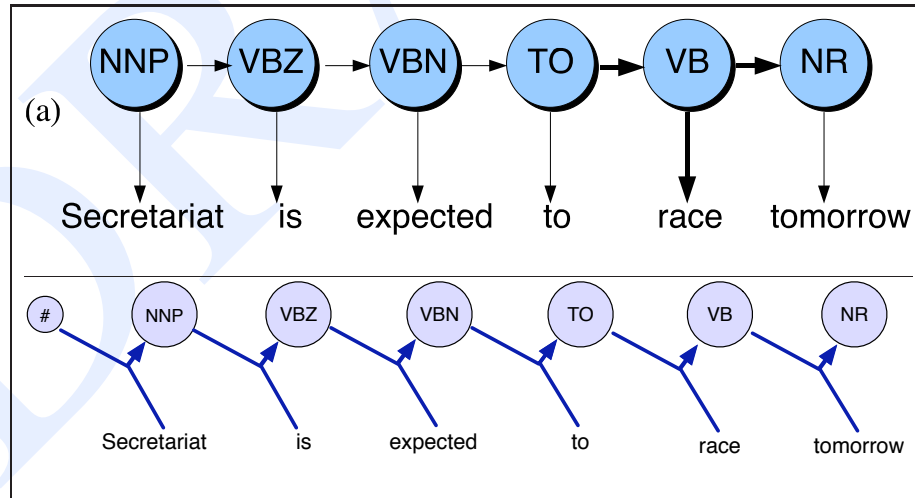 NNP VBZ VBN TO VB NR
(a)
Secretariat is expected to race tomorrow
# NNP VBZ VBN TO VB NR
Secretariat is expected to race tomorrow